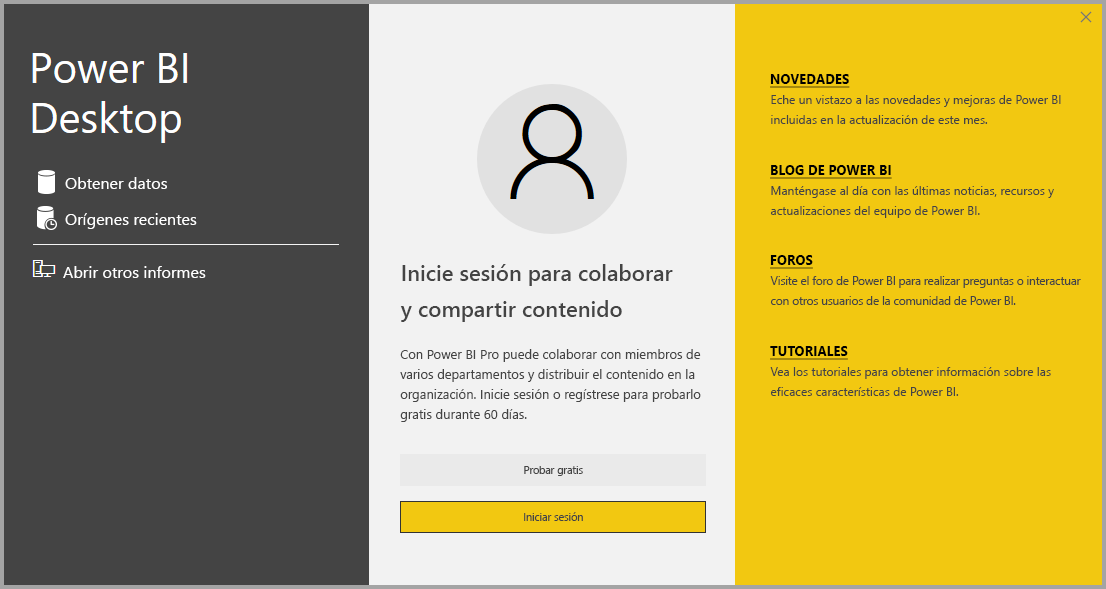 Power BI
Desktop
Obtener datos
Orígenes recientes
Abrir otros informes
Inicie sesión para colaborar
y compartir contenido
Con Power BI Pro puede colaborar con miembros de
varios departamentos y distribuir el contenido en la
organización. Inicie sesión o regístrese para probarlo
gratis durante 60 días.
Probar gratis
Iniciar sesión
NOVEDADES
Eche un vistazo a las novedades y mejoras de Power BI
incluidas en la actualización de este mes.
BLOG DE POWER BI
Manténgase al día con las últimas noticias, recursos y
actualizaciones del equipo de Power BI.
FOROS
Visite el foro de Power BI para realizar preguntas o interactuar
con otros usuarios de la comunidad de Power BI.
TUTORIALES
Vea los tutoriales para obtener información sobre las
eficaces características de Power BI.